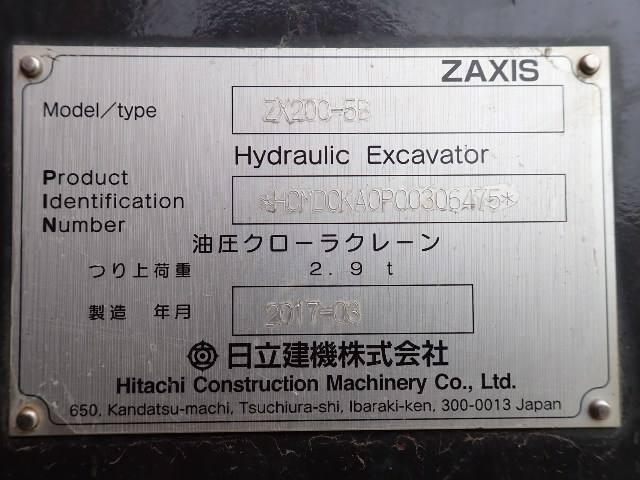 ZAXIS
Model/type ZX200-5B
Hydraulic Excavator
Product
Identification *HCMDCKA0P00306475*
Number
油圧クローラクレーン
つり上荷重 2.9 t
製造 年月 2017-03
日立建機株式会社
Hitachi Construction Machinery Co., Ltd.
650, Kandatsu-machi, Tsuchiura-shi, Ibaraki-ken, 300-0013 Japan